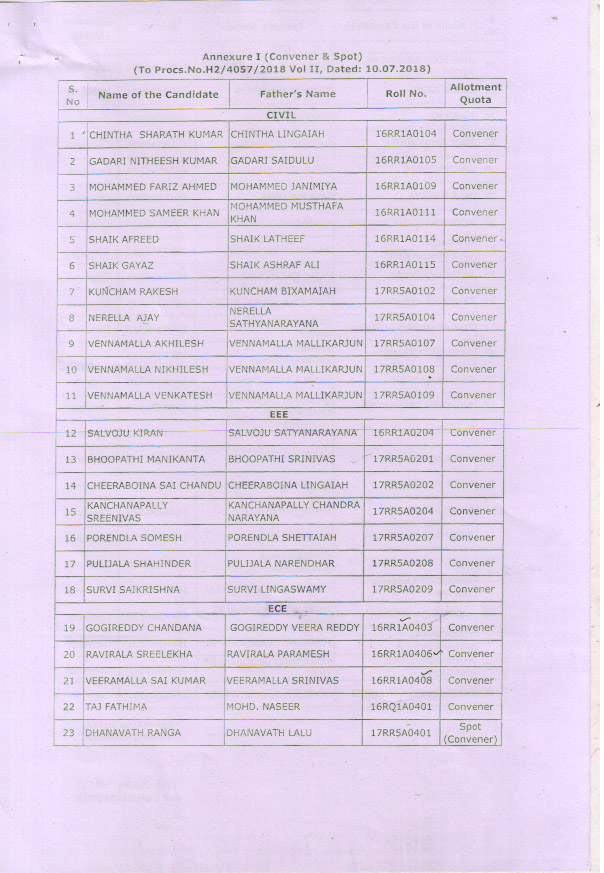 Annexure I (Convener & Spot)
(To Procs.No.H2/4057/2018 Vol II, Dated: 10.07.2018)
S. No Name of the Candidate Father's Name Roll No. Allotment Quota
CIVIL
1 CHINTHA SHARATH KUMAR CHINTHA LINGAIAH 16RR1A0104 Convener
2 GADARI NITHEESH KUMAR GADARI SAIDULU 16RR1A0105 Convener
3 MOHAMMED FARIZ AHMED MOHAMMED JANIMIYA 16RR1A0109 Convener
4 MOHAMMED SAMEER KHAN MOHAMMED MUSTHAFA KHAN 16RR1A0111 Convener
5 SHAIK AFREED SHAIK LATHEEF 16RR1A0114 Convener
6 SHAIK GAYAZ SHAIK ASHRAF ALI 16RR1A0115 Convener
7 KUNCHAM RAKESH KUNCHAM BIXAMAIAH 17RR5A0102 Convener
8 NERELLA AJAY NERELLA SATHYANARAYANA 17RR5A0104 Convener
9 VENNAMALLA AKHILESH VENNAMALLA MALLIKARJUN 17RR5A0107 Convener
10 VENNAMALLA NIKHILESH VENNAMALLA MALLIKARJUN 17RR5A0108 Convener
11 VENNAMALLA VENKATESH VENNAMALLA MALLIKARJUN 17RR5A0109 Convener
EEE
12 SALVOJU KIRAN SALVOJU SATYANARAYANA 16RR1A0204 Convener
13 BHOOPATHI MANIKANTA BHOOPATHI SRINIVAS 17RR5A0201 Convener
14 CHEERABOINA SAI CHANDU CHEERABOINA LINGAIAH 17RR5A0202 Convener
15 KANCHANAPALLY SREENIVAS KANCHANAPALLY CHANDRA NARAYANA 17RR5A0204 Convener
16 PORENDLA SOMESH PORENDLA SHETTAIAH 17RR5A0207 Convener
17 PULIJALA SHAHINDER PULIJALA NARENDHAR 17RR5A0208 Convener
18 SURVI SAIKRISHNA SURVI LINGASWAMY 17RR5A0209 Convener
ECE
19 GOGIREDDY CHANDANA GOGIREDDY VEERA REDDY 16RR1A0403 Convener
20 RAVIRALA SREELEKHA RAVIRALA PARAMESH 16RR1A0406 Convener
21 VEERAMALLA SAI KUMAR VEERAMALLA SRINIVAS 16RR1A0408 Convener
22 TAJ FATHIMA MOHD. NASEER 16RQ1A0401 Convener
23 DHANAVATH RANGA DHANAVATH LALU 17RR5A0401 Spot (Convener)